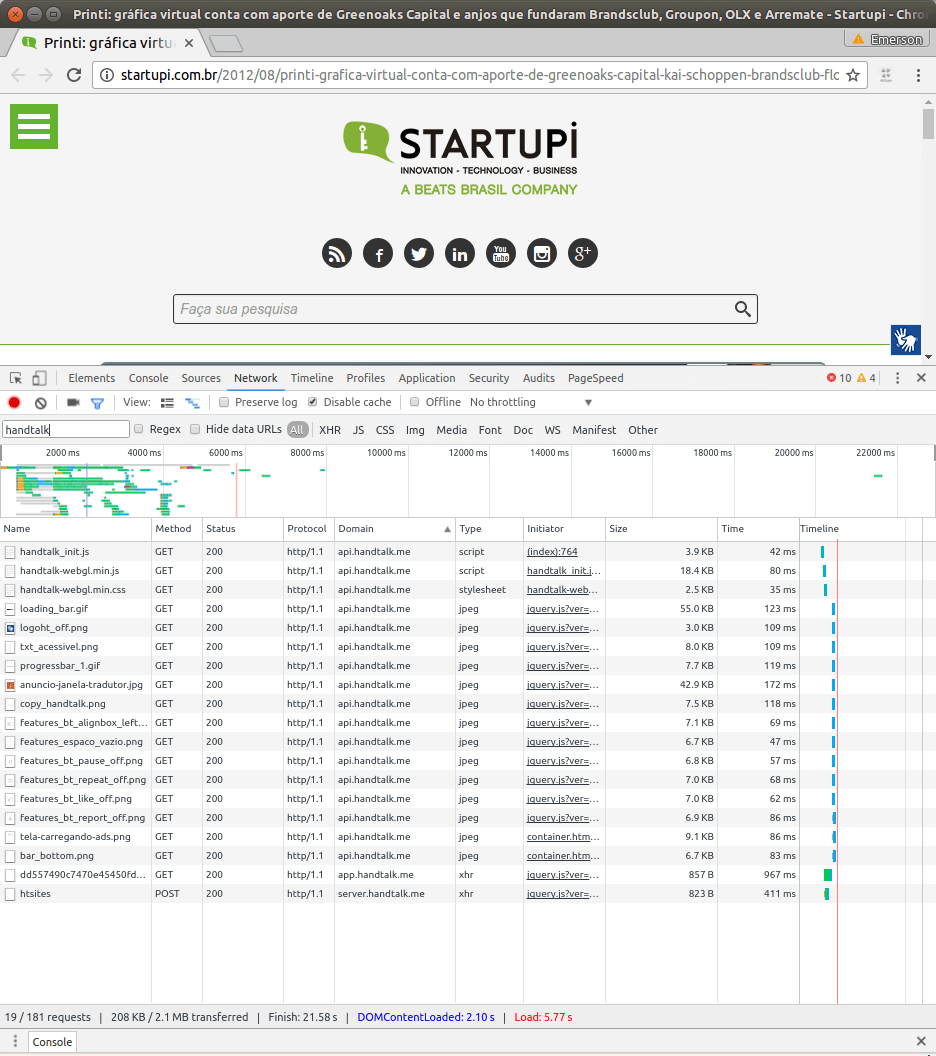 Printi: gráfica virtual conta com aporte de Greenoaks Capital e anjos que fundaram Brandsclub, Groupon, OLX e Arremate - Startupi - Chro
Printi: gráfica virtu
Emerson
startupi.com.br/2012/08/printi-grafica-virtual-conta-com-aporte-de-greenoaks-capital-kai-schoppen-brandsclub-flo
STARTUPi
INNOVATION - TECHNOLOGY - BUSINESS
A BEATS BRASIL COMPANY
f in You Tube g+
Faça sua pesquisa
Elements Console Sources Network Timeline Profiles Application Security Audits PageSpeed 10 4
View: Preserve log Disable cache Offline No throttling
handtalk Regex Hide data URLs All XHR JS CSS Img Media Font Doc WS Manifest Other
2000 ms 4000 ms 6000 ms 8000 ms 10000 ms 12000 ms 14000 ms 16000 ms 18000 ms 20000 ms 22000 ms
Name Method Status Protocol Domain Type Initiator Size Time Timeline
handtalk_init.js GET 200 http/1.1 api.handtalk.me script (index):764 3.9 KB 42 ms
handtalk-webgl.min.js GET 200 http/1.1 api.handtalk.me script handtalk_init.j... 18.4 KB 80 ms
handtalk-webgl.min.css GET 200 http/1.1 api.handtalk.me stylesheet handtalk-web... 2.5 KB 35 ms
loading_bar.gif GET 200 http/1.1 api.handtalk.me jpeg jquery.js?ver=... 55.0 KB 123 ms
logoht_off.png GET 200 http/1.1 api.handtalk.me jpeg jquery.js?ver=... 3.0 KB 109 ms
txt_acessivel.png GET 200 http/1.1 api.handtalk.me jpeg jquery.js?ver=... 8.0 KB 109 ms
progressbar_1.gif GET 200 http/1.1 api.handtalk.me jpeg jquery.js?ver=... 7.7 KB 119 ms
anuncio-janela-tradutor.jpg GET 200 http/1.1 api.handtalk.me jpeg jquery.js?ver=... 42.9 KB 172 ms
copy_handtalk.png GET 200 http/1.1 api.handtalk.me jpeg jquery.js?ver=... 7.5 KB 118 ms
features_bt_alignbox_left... GET 200 http/1.1 api.handtalk.me jpeg jquery.js?ver=... 7.1 KB 69 ms
features_espaco_vazio.png GET 200 http/1.1 api.handtalk.me jpeg jquery.js?ver=... 6.7 KB 47 ms
features_bt_pause_off.png GET 200 http/1.1 api.handtalk.me jpeg jquery.js?ver=... 6.8 KB 57 ms
features_bt_repeat_off.png GET 200 http/1.1 api.handtalk.me jpeg jquery.js?ver=... 7.0 KB 68 ms
features_bt_like_off.png GET 200 http/1.1 api.handtalk.me jpeg jquery.js?ver=... 7.0 KB 62 ms
features_bt_report_off.png GET 200 http/1.1 api.handtalk.me jpeg jquery.js?ver=... 6.9 KB 86 ms
tela-carregando-ads.png GET 200 http/1.1 api.handtalk.me jpeg container.htm... 9.1 KB 86 ms
bar_bottom.png GET 200 http/1.1 api.handtalk.me jpeg container.htm... 6.7 KB 83 ms
dd557490c7470e45450fd... GET 200 http/1.1 app.handtalk.me xhr jquery.js?ver=... 857 B 967 ms
htsites POST 200 http/1.1 server.handtalk.me xhr jquery.js?ver=... 823 B 411 ms
19 / 181 requests | 208 KB / 2.1 MB transferred | Finish: 21.58 s | DOMContentLoaded: 2.10 s | Load: 5.77 s
Console